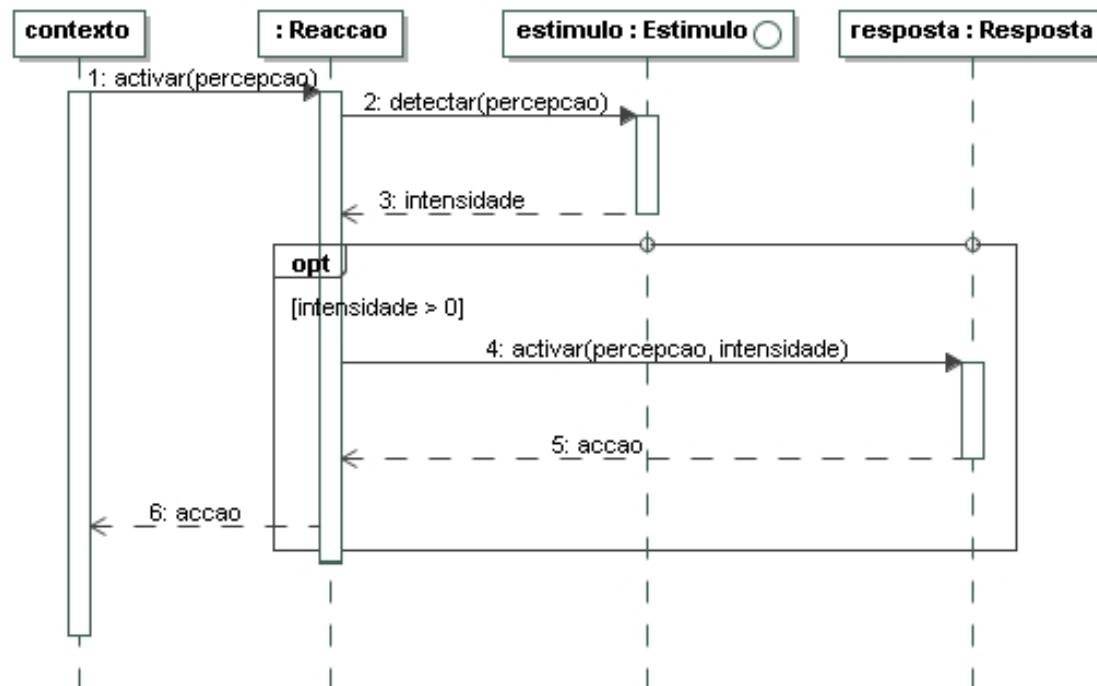 contexto
: Reaccao
estimulo : Estimulo
resposta : Resposta
1: activar(percepcao)
2: detectar(percepcao)
3: intensidade
opt
[intensidade > 0]
4: activar(percepcao, intensidade)
5: accao
6: accao